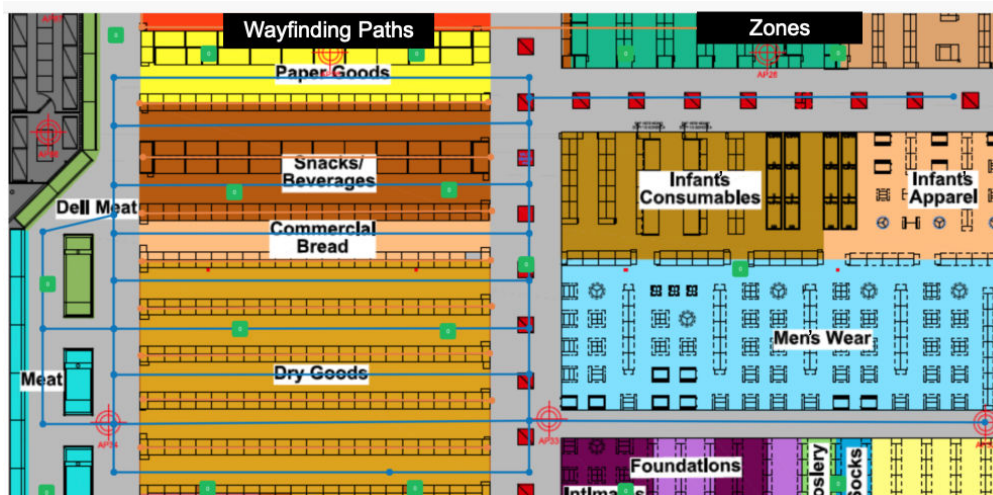 Wayfinding Paths
Zones
Paper Goods
AP26
Snacks/
Beverages
Infant's
Consumables
Infant's
Apparel
Dell Meat
Commercial
Bread
Men's Wear
Meat
Dry Goods
AP33
Foundations
Socks